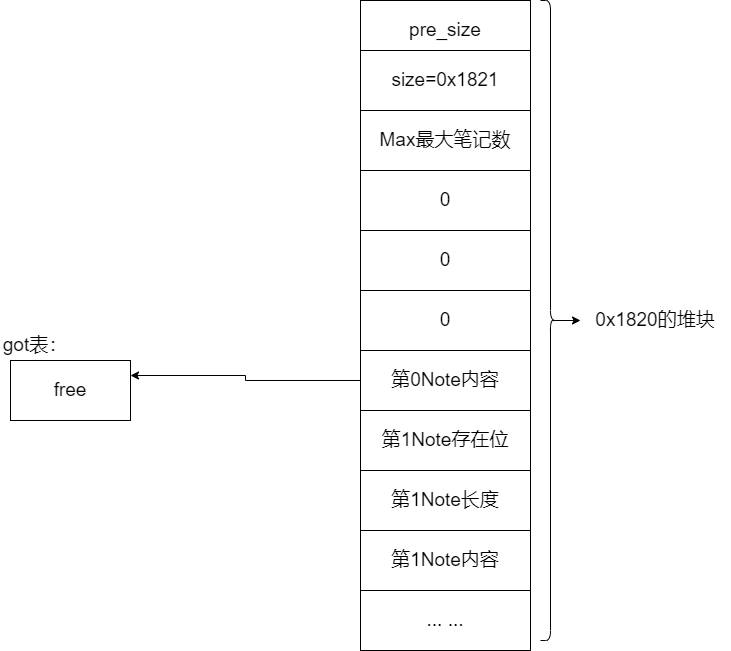 pre_size
size=0x1821
Max最大笔记数
0
0
0
0x1820的堆块
got表：
free
第0Note内容
第1Note存在位
第1Note长度
第1Note内容
... ...